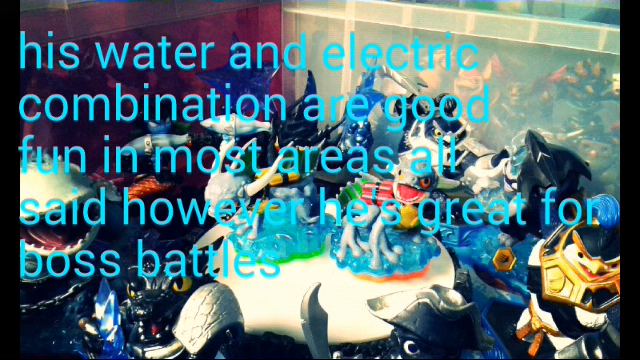 his water and electric
combination are good
fun in most areas all
said however he's great for
boss battles